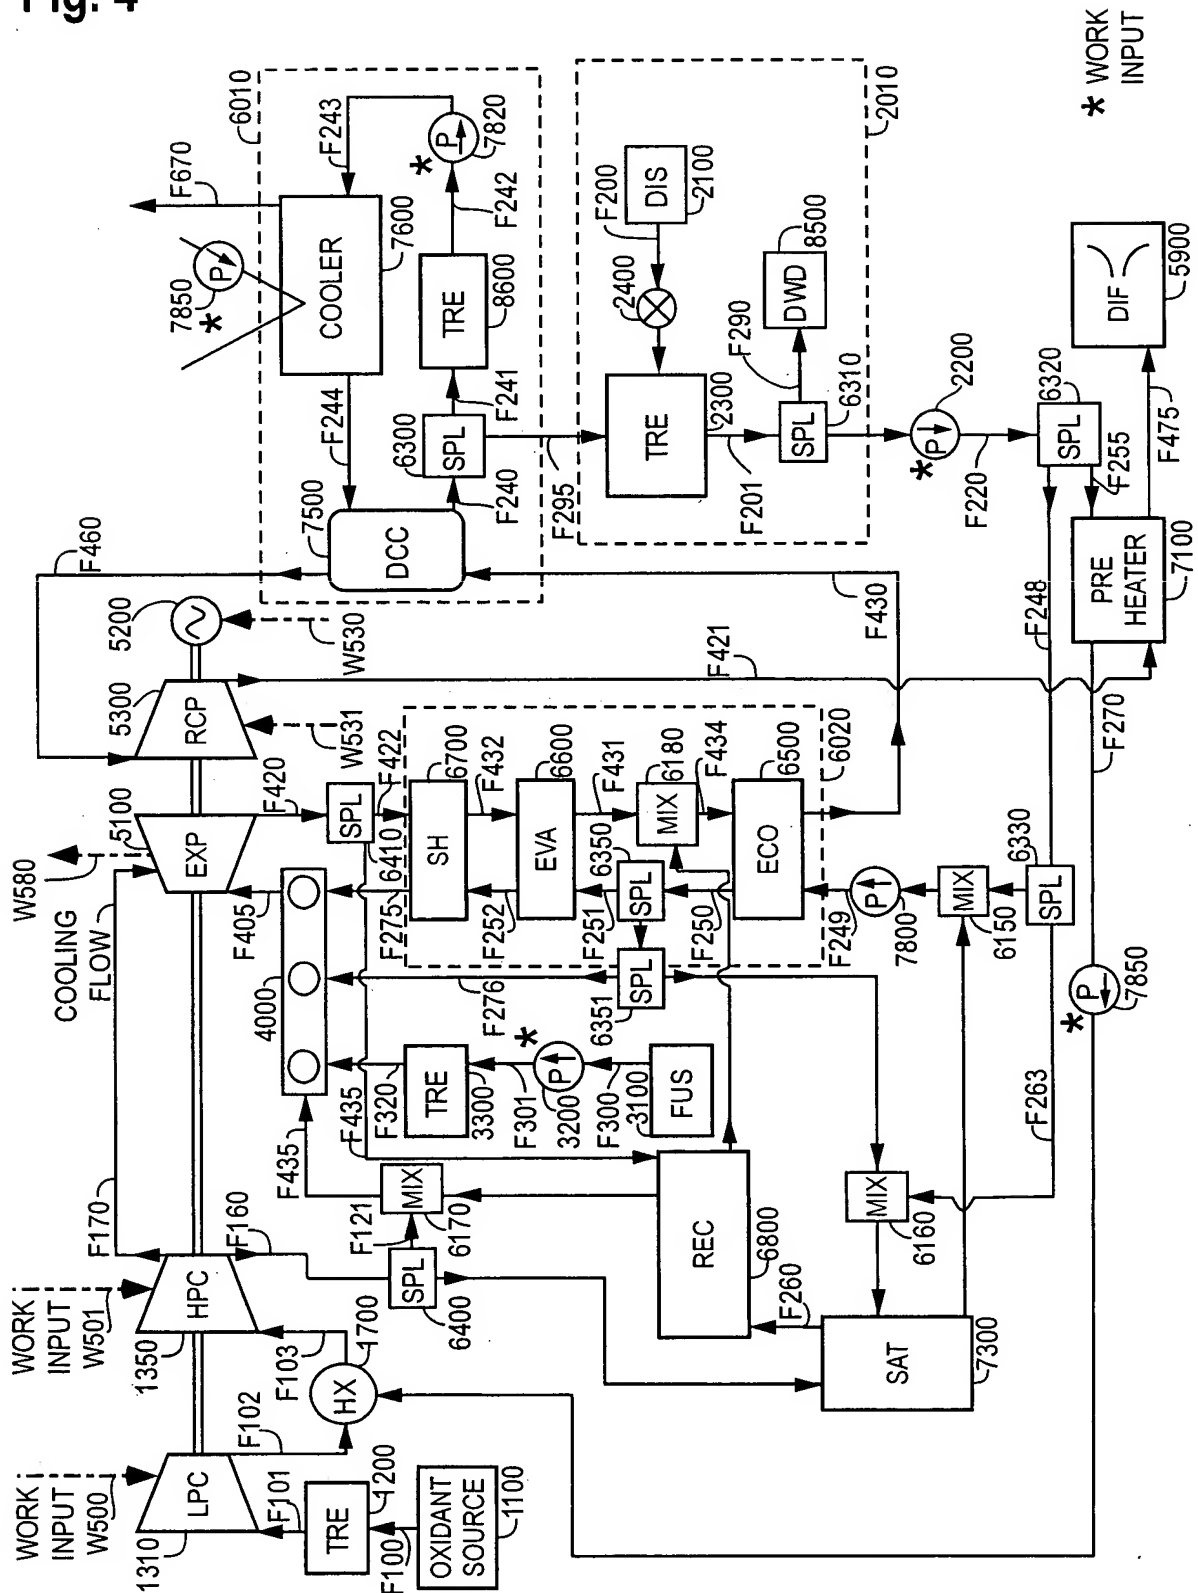 Fig. 4
WORK
INPUT
W500
1310
LPC
F101
TRE
1200
F100
OXIDANT
SOURCE
1100
F102
HX
1700
F103
WORK
INPUT
W501
1350
HPC
F170
F160
COOLING
FLOW
W580
5100
EXP
F405
F420
4000
F435
F121
MIX
6170
SPL
6400
F435
F320
TRE
3300
F301
*
P
3200
F300
FUS
3100
REC
6800
F260
SAT
7300
MIX
6160
F263
F276
SPL
6351
SPL
6410
F422
F275
SH
6700
F432
F252
EVA
6600
F431
F251
SPL
6350
MIX
6180
F434
F250
ECO
6500
6020
F249
P
7800
MIX
6150
SPL
6330
*
P
7850
F270
5300
RCP
W531
5200
W530
F460
F421
F430
F248
7500
DCC
F244
COOLER
7600
F243
F670
7850
*
P
6010
6300
SPL
F240
F241
TRE
8600
F242
*
P
7820
F295
TRE
2300
2400
F200
DIS
2100
F201
SPL
6310
F290
DWD
8500
2010
*
P
2200
F220
SPL
6320
F255
PRE
HEATER
7100
F475
DIF
5900
* WORK
INPUT